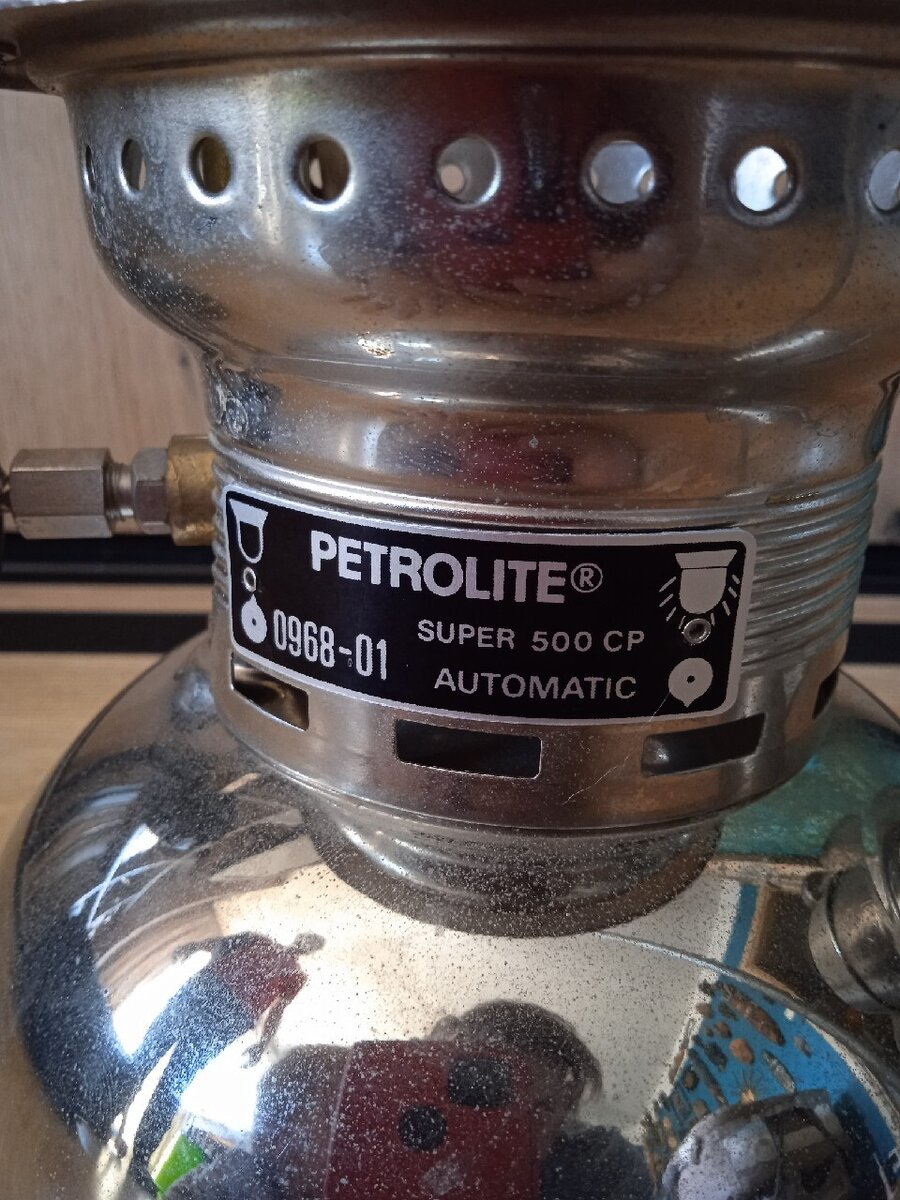 PETROLITE®
0968-01
SUPER 500 CP
AUTOMATIC